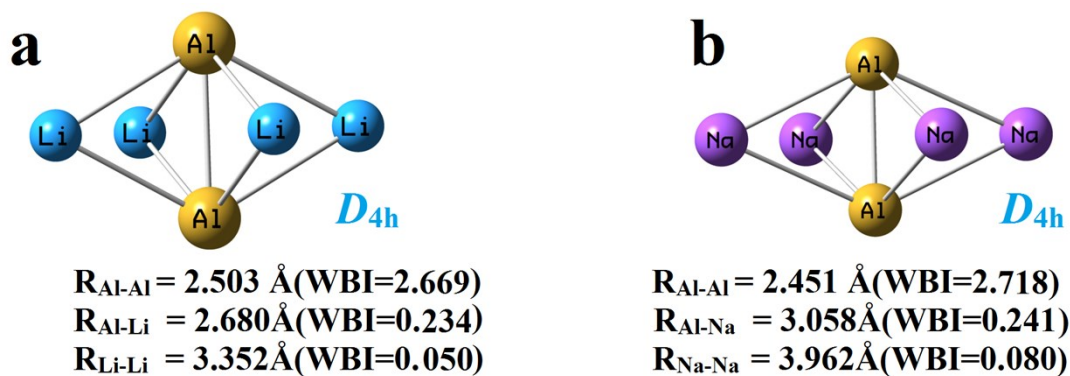 a
Al
Li Li Li Li
Al
D4h
RAl-Al = 2.503 Å(WBI=2.669)
RAl-Li = 2.680Å(WBI=0.234)
RLi-Li = 3.352Å(WBI=0.050)
b
Al
Na Na Na Na
Al
D4h
RAl-Al = 2.451 Å(WBI=2.718)
RAl-Na = 3.058Å(WBI=0.241)
RNa-Na = 3.962Å(WBI=0.080)